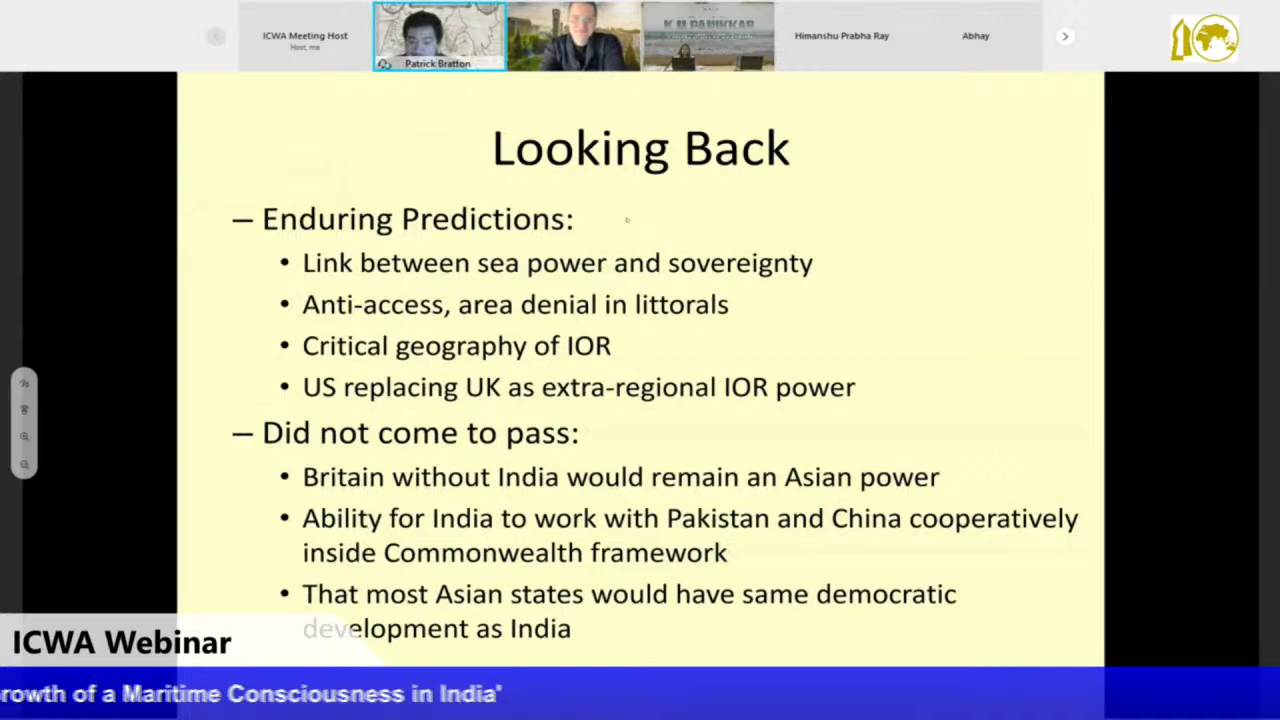 ICWA Meeting Host
Host, me
Patrick Bratton
K M PANIKKAR
Himanshu Prabha Ray
Abhay
Looking Back
– Enduring Predictions:
• Link between sea power and sovereignty
• Anti-access, area denial in littorals
• Critical geography of IOR
• US replacing UK as extra-regional IOR power
– Did not come to pass:
• Britain without India would remain an Asian power
• Ability for India to work with Pakistan and China cooperatively
inside Commonwealth framework
• That most Asian states would have same democratic
development as India
ICWA Webinar
rowth of a Maritime Consciousness in India'